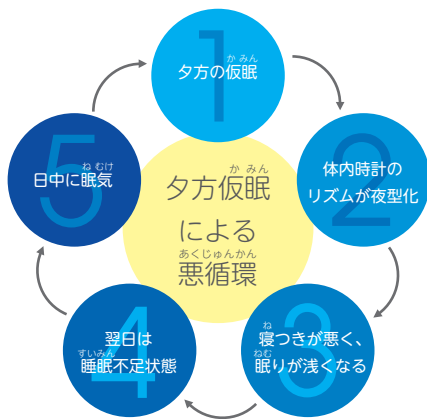 夕方仮眠
かみん
による
悪循環
あくじゅんかん
1
夕方の仮眠
かみん
2
体内時計の
リズムが夜型化
3
寝つきが悪く、
ね
眠りが浅くなる
ねむ
4
翌日は
睡眠不足状態
すいみん
5
日中に眠気
ねむけ